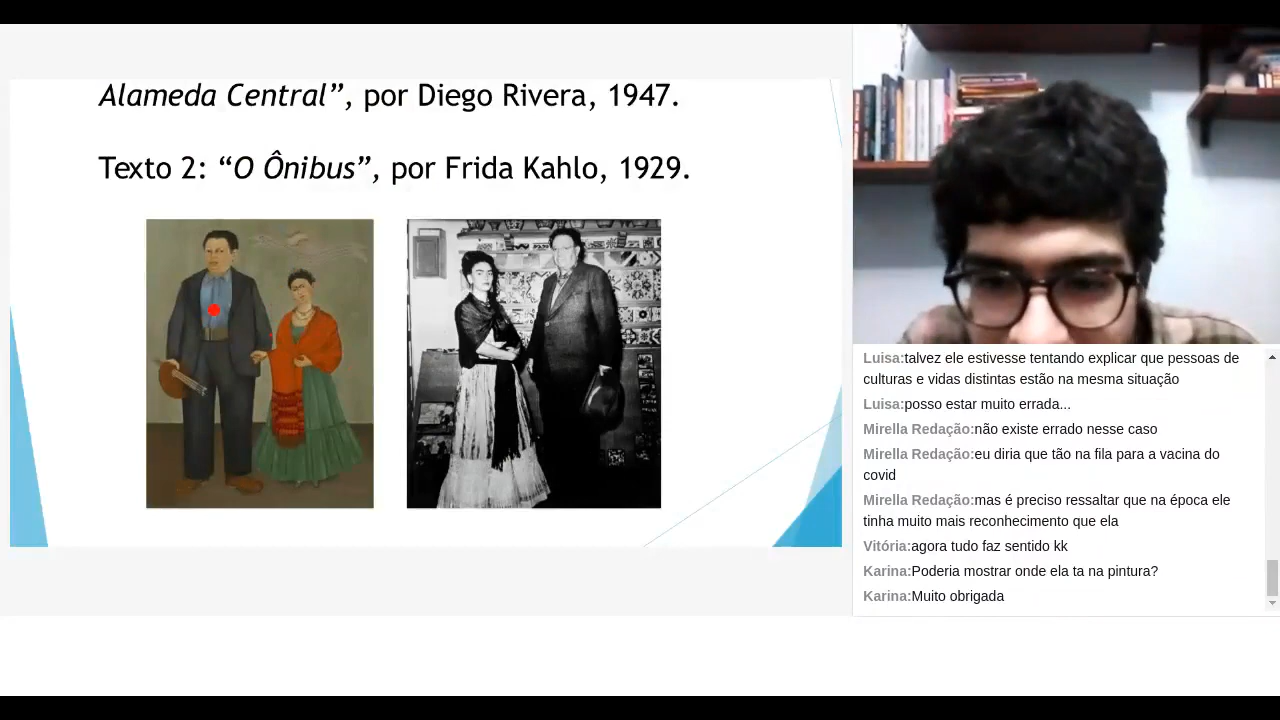 Alameda Central”, por Diego Rivera, 1947.
Texto 2: “O Ônibus”, por Frida Kahlo, 1929.
Luisa:talvez ele estivesse tentando explicar que pessoas de
culturas e vidas distintas estão na mesma situação
Luisa:posso estar muito errada...
Mirella Redação:não existe errado nesse caso
Mirella Redação:eu diria que tão na fila para a vacina do
covid
Mirella Redação:mas é preciso ressaltar que na época ele
tinha muito mais reconhecimento que ela
Vitória:agora tudo faz sentido kk
Karina:Poderia mostrar onde ela ta na pintura?
Karina:Muito obrigada